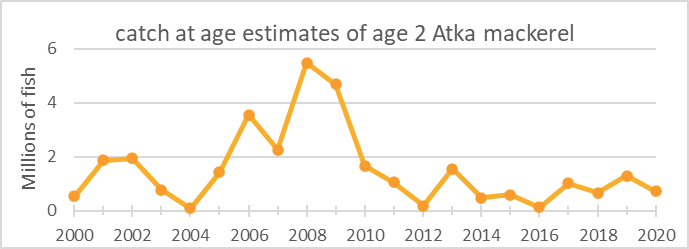 catch at age estimates of age 2 Atka mackerel
Millions of fish
6
4
2
0
2000 2002 2004 2006 2008 2010 2012 2014 2016 2018 2020